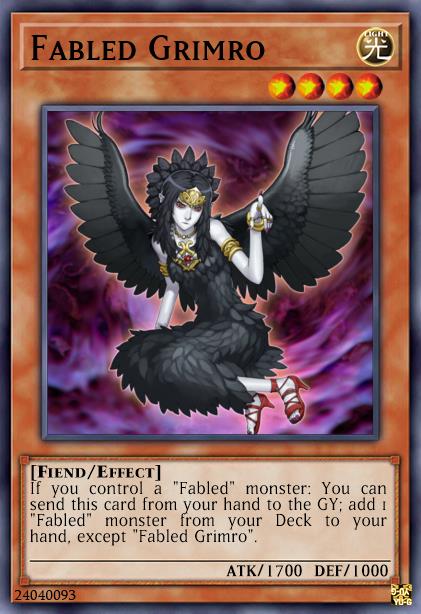 Fabled Grimro
LIGHT
光
[Fiend/Effect]
If you control a "Fabled" monster: You can
send this card from your hand to the GY; add 1
"Fabled" monster from your Deck to your
hand, except "Fabled Grimro".
ATK/1700 DEF/1000
24040093